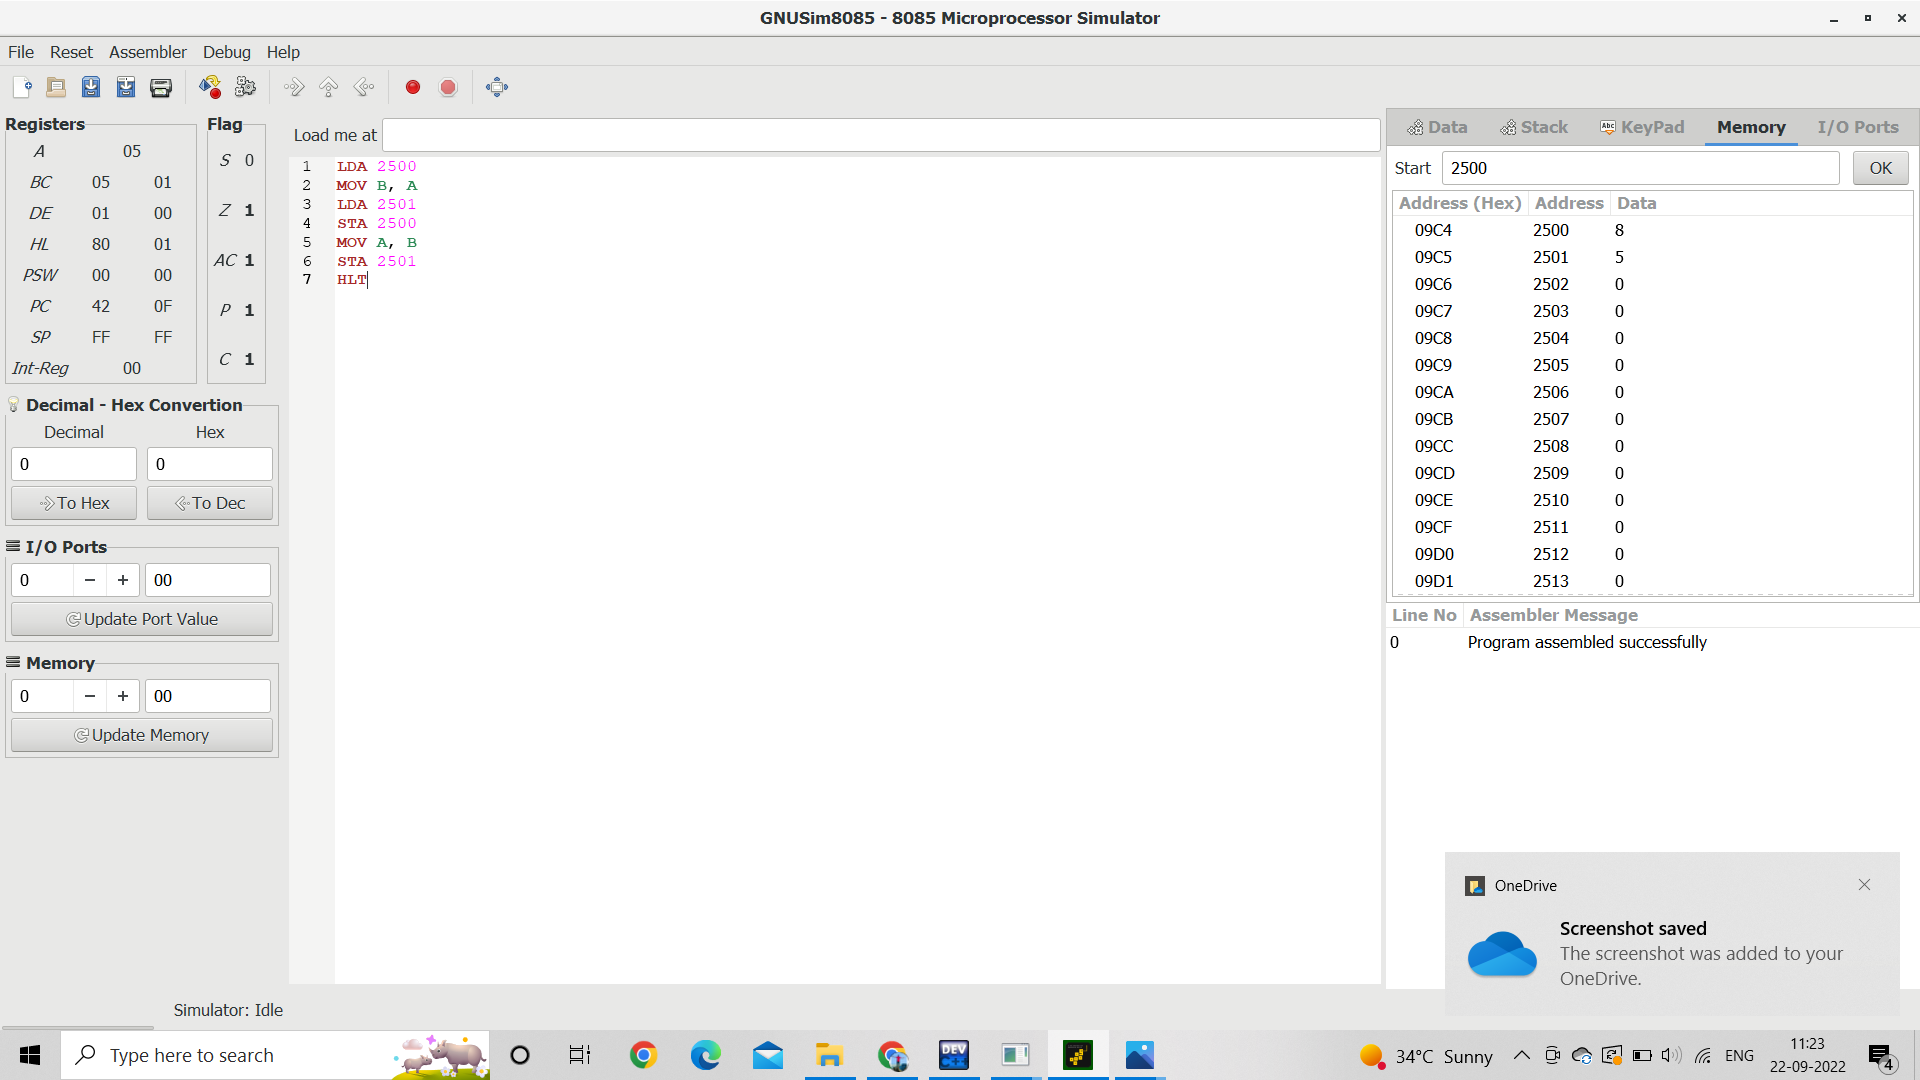 GNUSim8085 - 8085 Microprocessor Simulator
File Reset Assembler Debug Help
Registers
A 05
BC 05 01
DE 01 00
HL 80 01
PSW 00 00
PC 42 0F
SP FF FF
Int-Reg 00
Flag
S 0
Z 1
AC 1
P 1
C 1
Decimal - Hex Convertion
Decimal Hex
0 0
To Hex To Dec
I/O Ports
0 − + 00
Update Port Value
Memory
0 − + 00
Update Memory
Load me at
1 LDA 2500
2 MOV B, A
3 LDA 2501
4 STA 2500
5 MOV A, B
6 STA 2501
7 HLT
Data Stack Abc KeyPad Memory I/O Ports
Start 2500 OK
Address (Hex) Address Data
09C4 2500 8
09C5 2501 5
09C6 2502 0
09C7 2503 0
09C8 2504 0
09C9 2505 0
09CA 2506 0
09CB 2507 0
09CC 2508 0
09CD 2509 0
09CE 2510 0
09CF 2511 0
09D0 2512 0
09D1 2513 0
Line No Assembler Message
0 Program assembled successfully
OneDrive
Screenshot saved
The screenshot was added to your
OneDrive.
Simulator: Idle
Type here to search
DEV
C++
34°C Sunny
ENG
11:23
22-09-2022
4